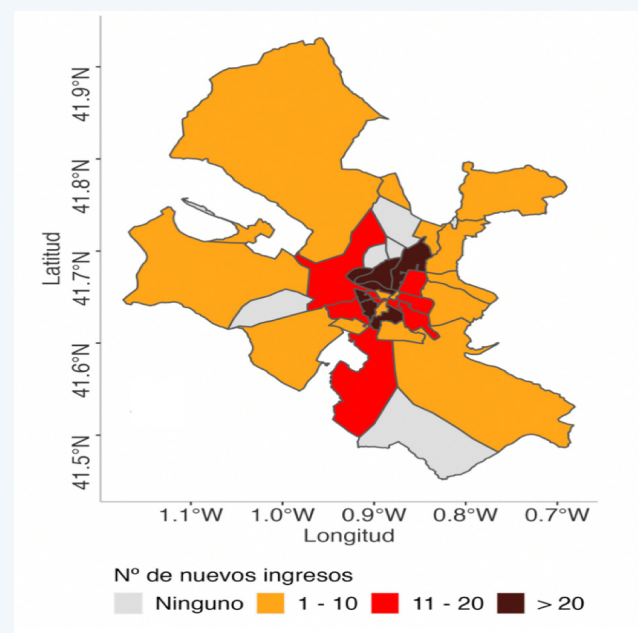 41.9°N
41.8°N
41.7°N
41.6°N
41.5°N
Latitud
1.1°W 1.0°W 0.9°W 0.8°W 0.7°W
Longitud
Nº de nuevos ingresos
Ninguno 1 - 10 11 - 20 > 20